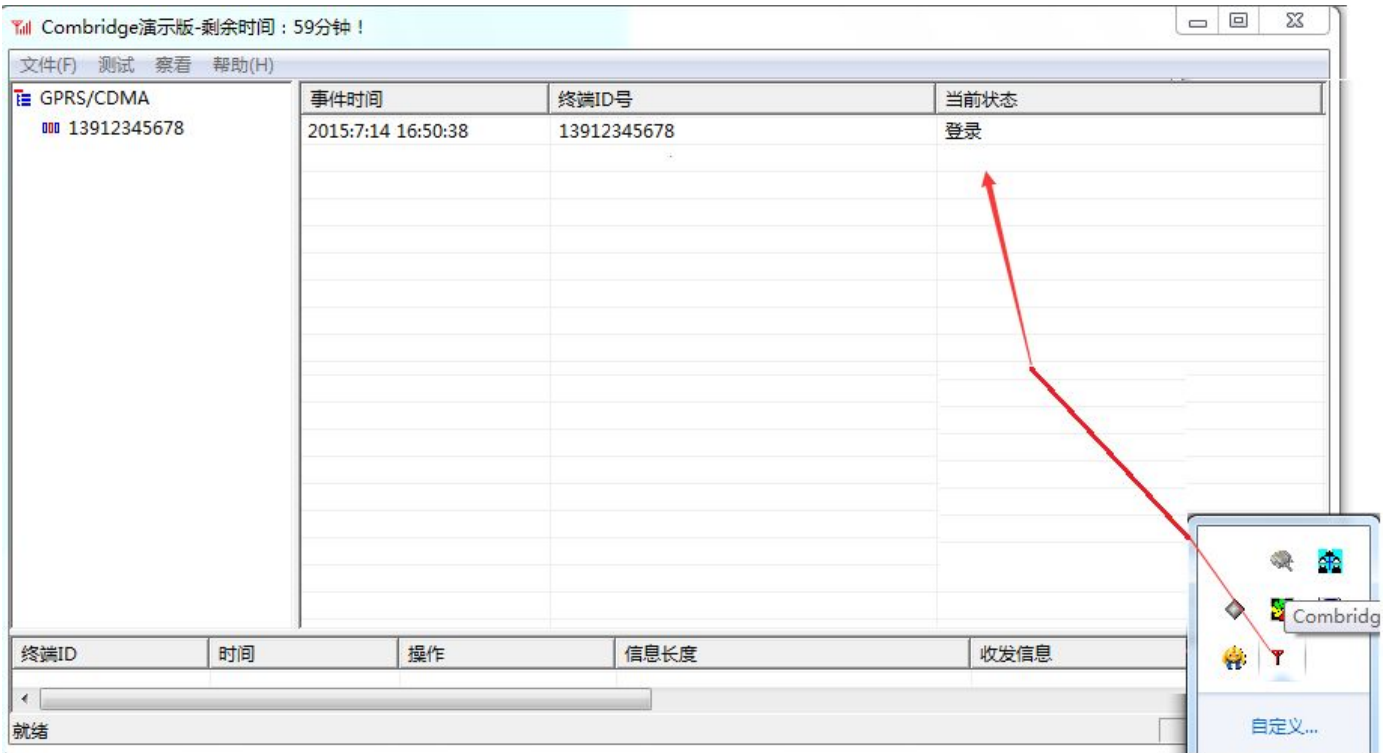 Combridge演示版-剩余时间：59分钟！
文件(F) 测试 察看 帮助(H)
GPRS/CDMA
13912345678
事件时间 终端ID号 当前状态
2015:7:14 16:50:38 13912345678 登录
终端ID 时间 操作 信息长度 收发信息
就绪
Combridg
自定义...